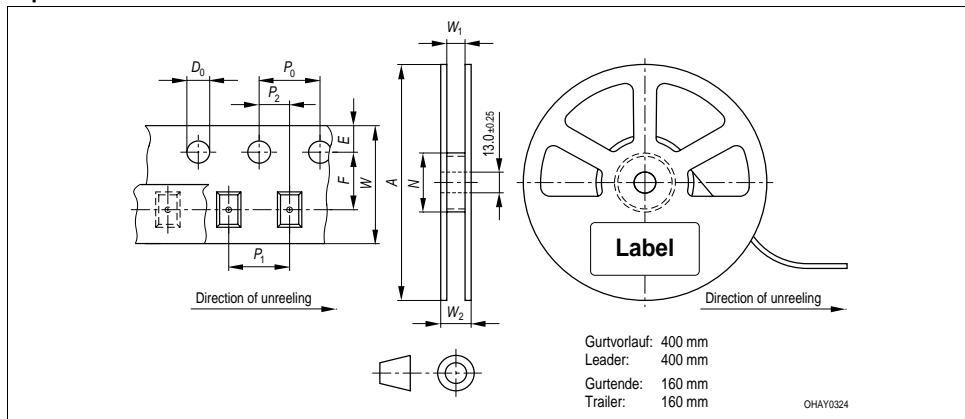 W1
D0
P0
P2
E
F
W
A
N
13.0 ±0.25
Label
P1
Direction of unreeling
W2
Direction of unreeling
Gurtvorlauf: 400 mm
Leader: 400 mm
Gurtende: 160 mm
Trailer: 160 mm
OHAY0324